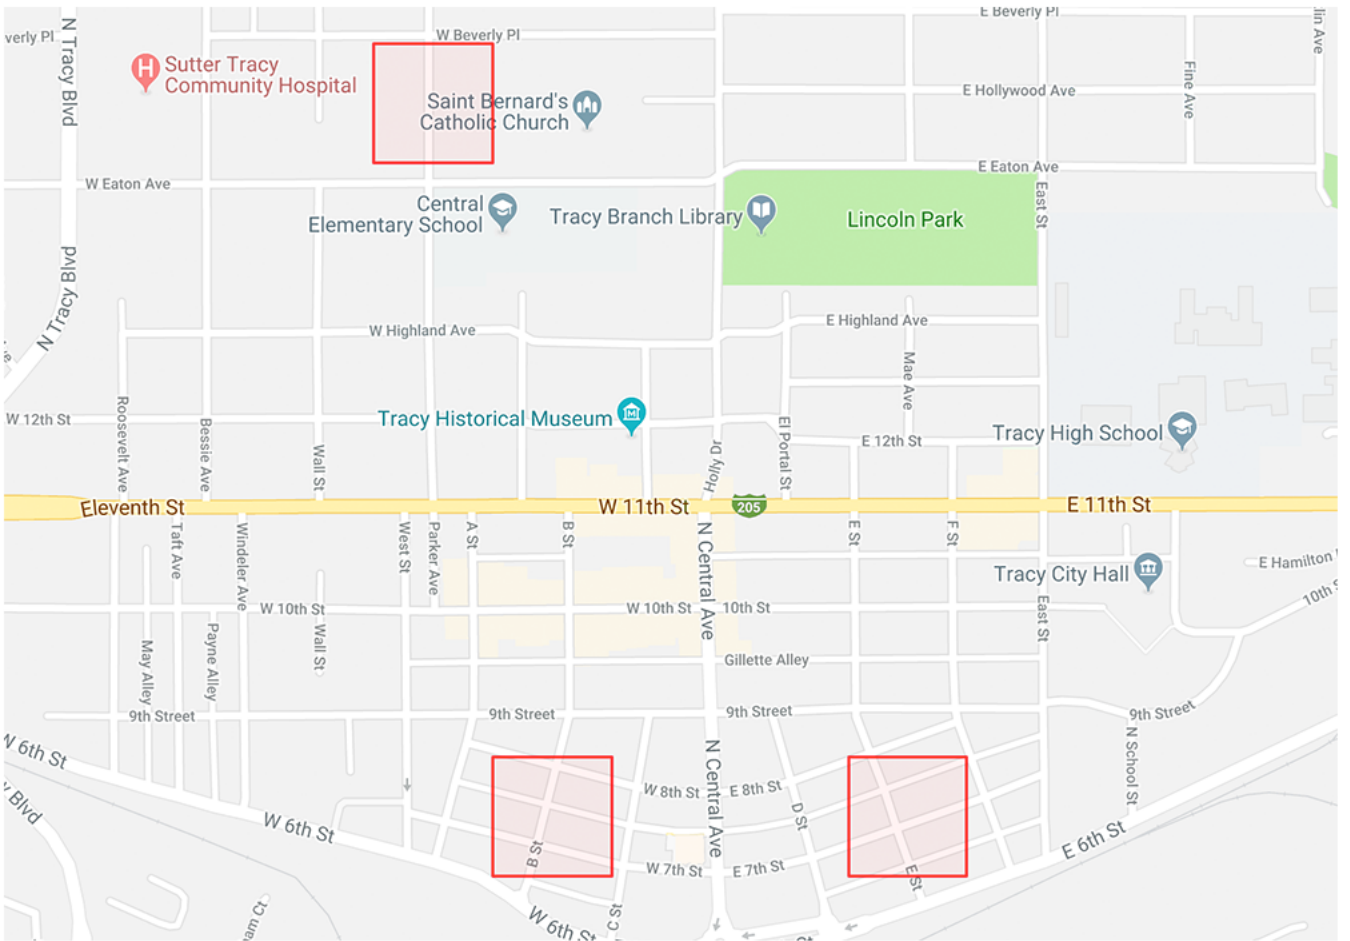 E Beverly Pl
verly Pl
W Beverly Pl
lin Ave
N Tracy Blvd
Sutter Tracy
Community Hospital
Fine Ave
E Hollywood Ave
Saint Bernard's
Catholic Church
E Eaton Ave
W Eaton Ave
East St
Central
Elementary School
Tracy Branch Library
Lincoln Park
N Tracy Blvd
W Highland Ave
E Highland Ave
Mae Ave
W 12th St
Roosevelt Ave
Bessie Ave
Wall St
Tracy Historical Museum
Holly Dr
El Portal St
E 12th St
Tracy High School
Eleventh St
W 11th St
205
E 11th St
Taft Ave
Windeler Ave
West St
Parker Ave
A St
B St
N Central Ave
E St
F St
Tracy City Hall
E Hamilton
10th S
W 10th St
W 10th St
10th St
East St
Wall St
May Alley
Payne Alley
Gillette Alley
9th Street
9th Street
9th Street
9th Street
N 6th St
N School St
N Central Ave
W 8th St
E 8th St
D St
y Blvd
W 6th St
E 6th St
B St
W 7th St
E 7th St
E St
C St
W 6th St
am Ct